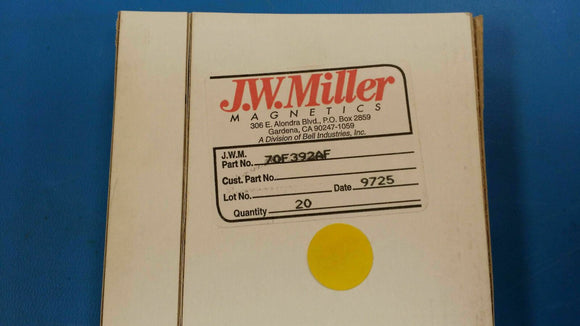 J.W.Miller
MAGNETICS
306 E. Alondra Blvd., P.O. Box 2859
Gardena, CA 90247-1059
A Division of Bell Industries, Inc.
J.W.M.
Part No. 70F392AF
Cust. Part No.
Lot No. Date 9725
Quantity 20